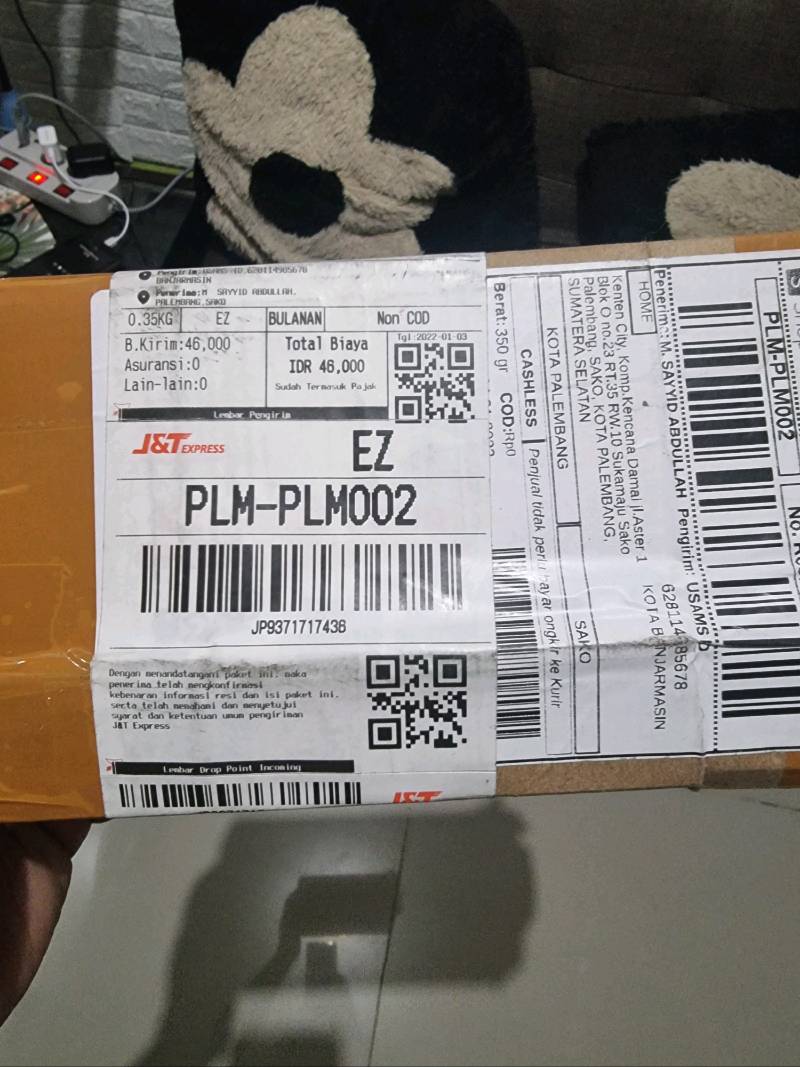 BANJARMASIN
Penerima:M SAYYID ABDULLAH,
PALEMBANG,SAKO
0.35KG EZ BULANAN Non COD
B.Kirim:46,000
Asuransi:0
Lain-lain:0
Total Biaya
IDR 46,000
Sudah Termasuk Pajak
Tgl:2022-01-03
Lembar Pengirim
J&T EXPRESS
EZ
PLM-PLM002
JP9371717436
Dengan menandatangani paket ini. maka
penerima telah mengkonfirmasi
kebenaran informasi resi dan isi paket ini.
serta telah memahami dan menyetujui
syarat dan ketentuan umum pengiriman
J&T Express
Lembar Drop Point Incoming
J&T
PLM-PLM002
Penerima: M. SAYYID ABDULLAH
Pengirim: USAMS
KOTA BANJARMASIN
HOME
Kenten City, Komp.Kencana Damai jl.Aster 1
Blok O no.23 RT.35 RW.10 Sukamaju Sako
Palembang, SAKO, KOTA PALEMBANG,
SUMATERA SELATAN
KOTA PALEMBANG
SAKO
CASHLESS
Penjual tidak perlu bayar ongkir ke Kurir
Berat:350 gr
COD:Rp0